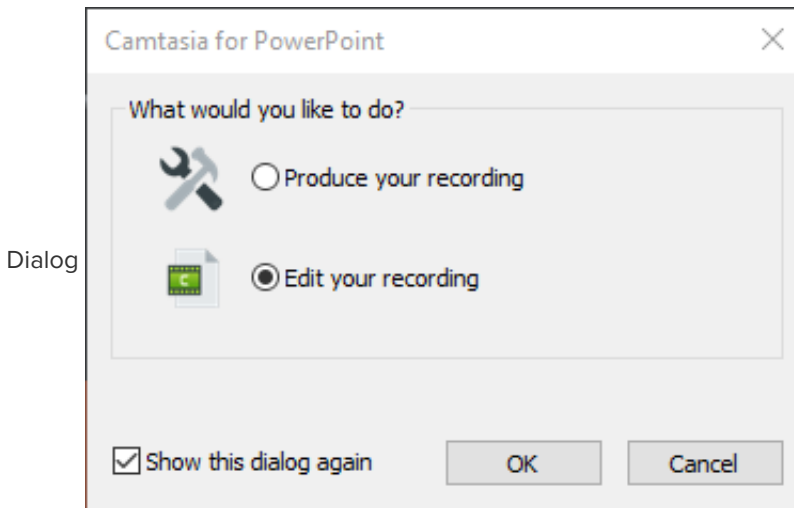 Camtasia for PowerPoint
What would you like to do?
Produce your recording
Dialog
C
Edit your recording
Show this dialog again
OK
Cancel